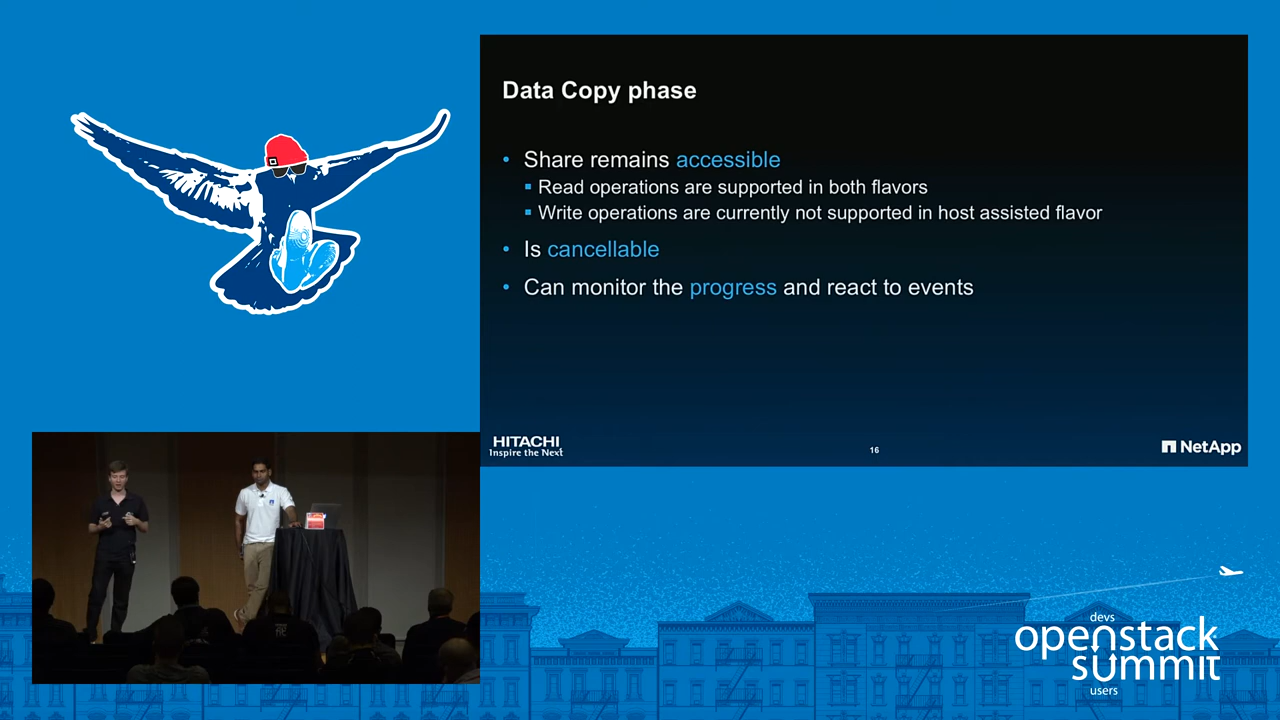 Data Copy phase
• Share remains accessible
▪ Read operations are supported in both flavors
▪ Write operations are currently not supported in host assisted flavor
• Is cancellable
• Can monitor the progress and react to events
HITACHI
Inspire the Next
16
NetApp
devs
openstack
summit
users